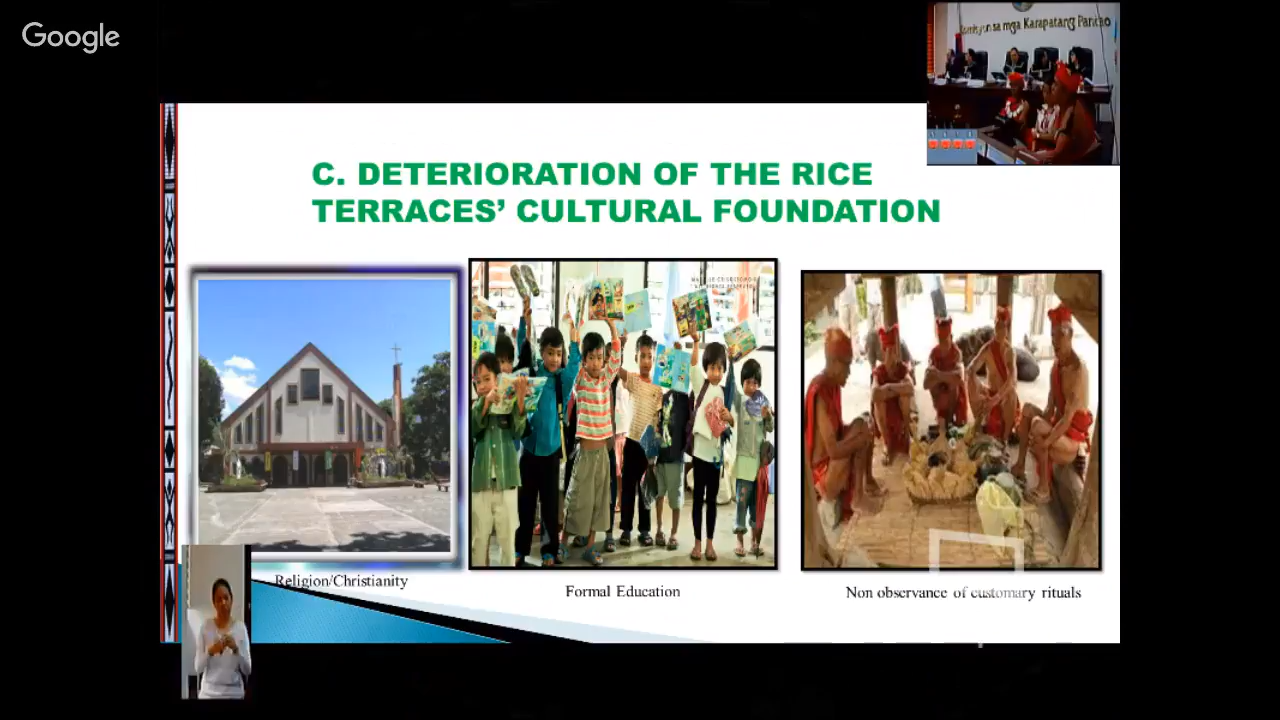 Google
Komisyon sa mga Karapatang Pantao
C. DETERIORATION OF THE RICE
TERRACES’ CULTURAL FOUNDATION
Religion/Christianity
Formal Education
Non observance of customary rituals